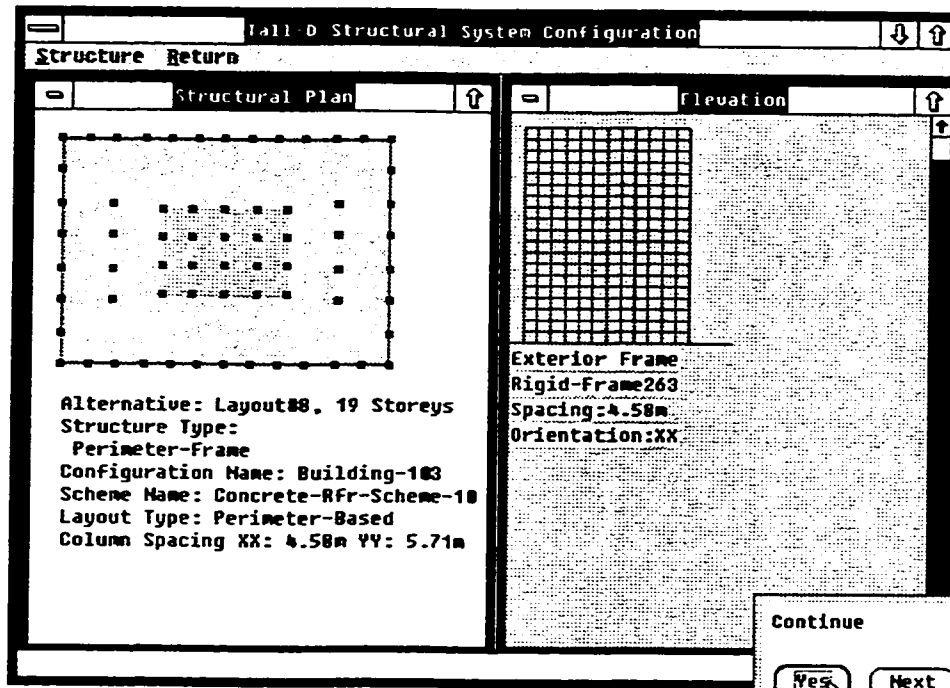 Tall-D Structural System Configuration
Structure Return
Structural Plan
Elevation
Alternative: Layout88, 19 Storeys
Structure Type:
Perimeter-Frame
Configuration Name: Building-103
Scheme Name: Concrete-Rfr-Scheme-10
Layout Type: Perimeter-Based
Column Spacing XX: 4.58m YY: 5.71m
Exterior Frame
Rigid-Frame263
Spacing:4.58m
Orientation:XX
Continue
Yes Next